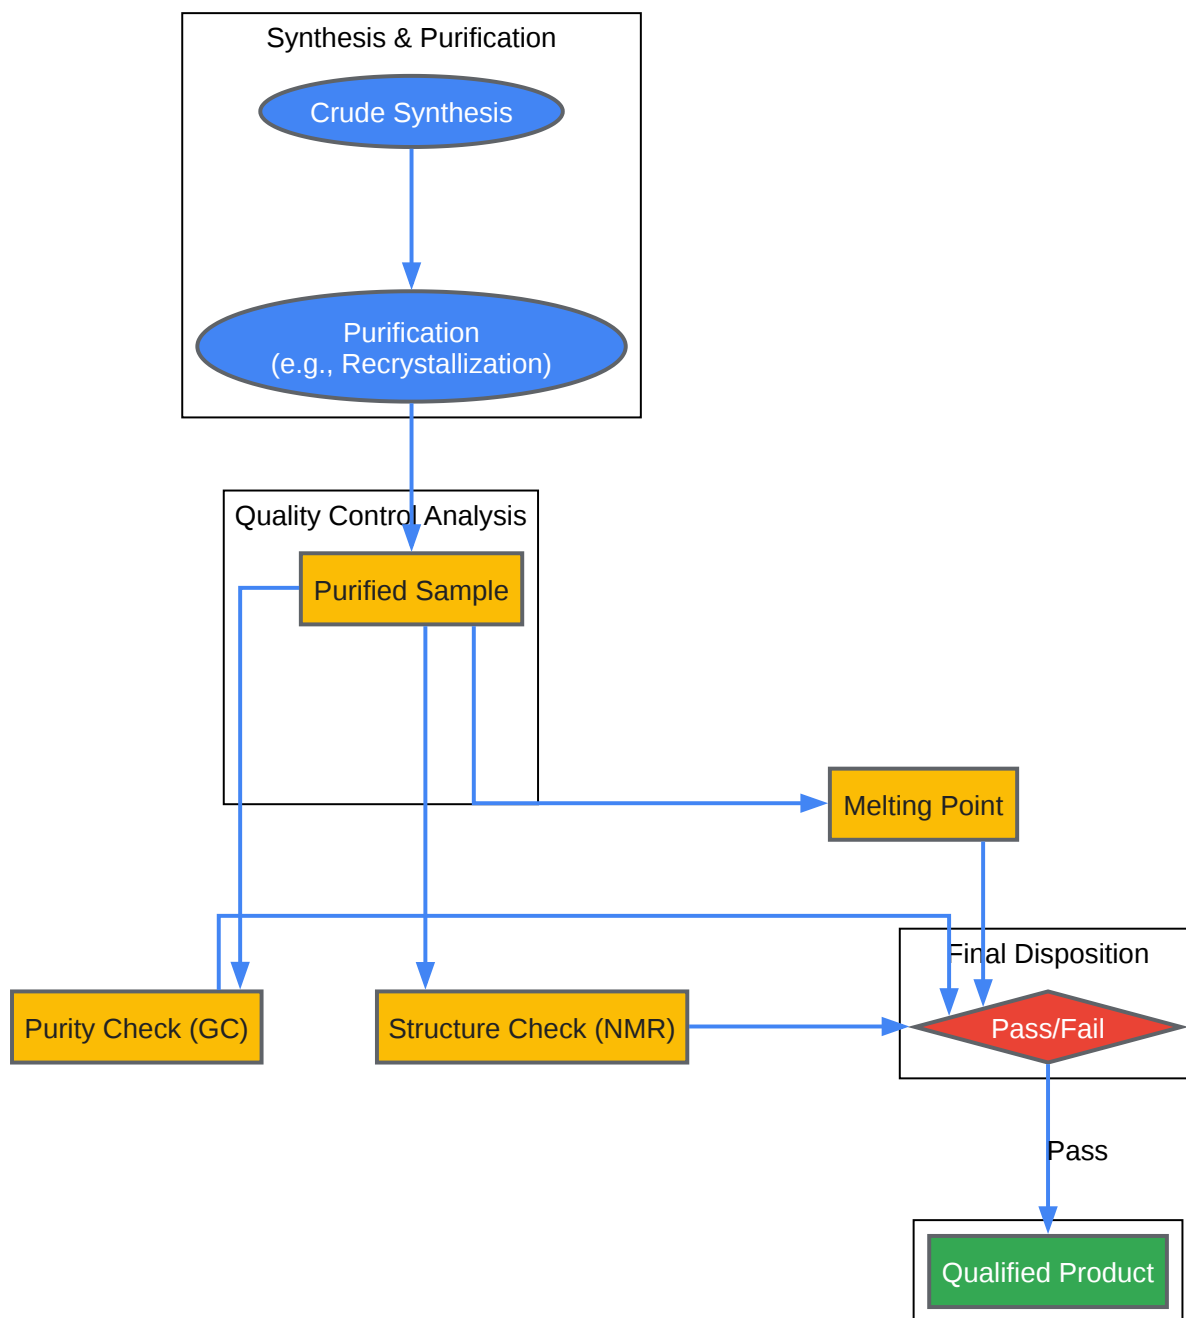 Synthesis & Purification
Crude Synthesis
Purification
(e.g., Recrystallization)
Quality Control Analysis
Purified Sample
Melting Point
Final Disposition
Purity Check (GC)
Structure Check (NMR)
Pass/Fail
Pass
Qualified Product